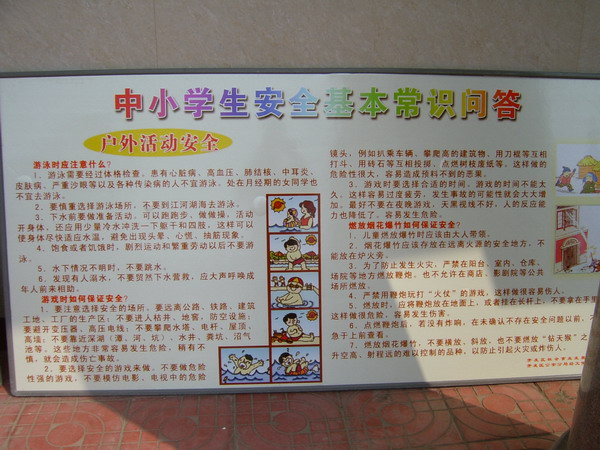 中小学生安全基本常识问答
户外活动安全
游泳时应注意什么?
1、游泳需要经过体格检查。患有心脏病、高血压、肺结核、中耳炎、
皮肤病、严重沙眼等以及各种传染病的人不宜游泳。处在月经期的女同学也
不宜去游泳。
2、要慎重选择游泳场所,不要到江河湖海去游泳。
3、下水前要做准备活动,可以跑跑步、做做操,活动
开身体,还应用少量冷水冲洗一下躯干和四肢,这样可以
使身体尽快适应水温,避免出现头晕、心慌、抽筋现象。
4、饱食或者饥饿时,剧烈运动和繁重劳动以后不要游
泳。
5、水下情况不明时,不要跳水。
6、发现有人溺水,不要贸然下水营救,应大声呼唤成
年人前来相助。
游戏时如何保证安全?
1、要注意选择安全的场所。要远离公路、铁路、建筑
工地、工厂的生产区;不要进入枯井、地窖、防空设施;
要避开变压器、高压电线;不要攀爬水塔、电杆、屋顶、
高墙;不要靠近深坑(潭、河、坑)、水井、粪坑、沼气
池等。这些地方非常容易发生危险,稍有不
慎,就会造成伤亡事故。
2、要选择安全的游戏来做。不要做危险
性强的游戏,不要模仿电影、电视中的危险
镜头,例如扒乘车辆、攀爬高的建筑物、用刀棍等互相
打斗、用砖石等互相投掷、点燃树枝废纸等。这样做的
危险性很大,容易造成预料不到的恶果。
3、游戏时要选择合适的时间。游戏的时间不能太
久,这样容易过度疲劳,发生事故的可能性就会大大增
加。最好不要在夜晚游戏,天黑视线不好,人的反应能
力也降低了,容易发生危险。
燃放烟花爆竹如何保证安全?
1、儿童燃放爆竹时应该由大人带领。
2、烟花爆竹应该存放在远离火源的安全地方,不
能放在炉火旁。
3、为了防止发生火灾,严禁在阳台、室内、仓库、
场院等地方燃放鞭炮。也不允许在商店、影剧院等公共
场所燃放。
4、严禁用鞭炮玩打“火仗”的游戏,这样做很容易伤人。
5、燃放时,应将鞭炮放在地面上,或者挂在长杆上,不要拿在手里
这样做很危险,容易发生伤害。
6、点燃鞭炮后,若没有炸响,在未确认不存在安全问题以前,不
急于上前查看。
7、燃放烟花爆竹,不要横放、斜放,也不要燃放“钻天猴”之
升空高、射程远的难以控制的品种,以防止引起火灾或炸伤人。